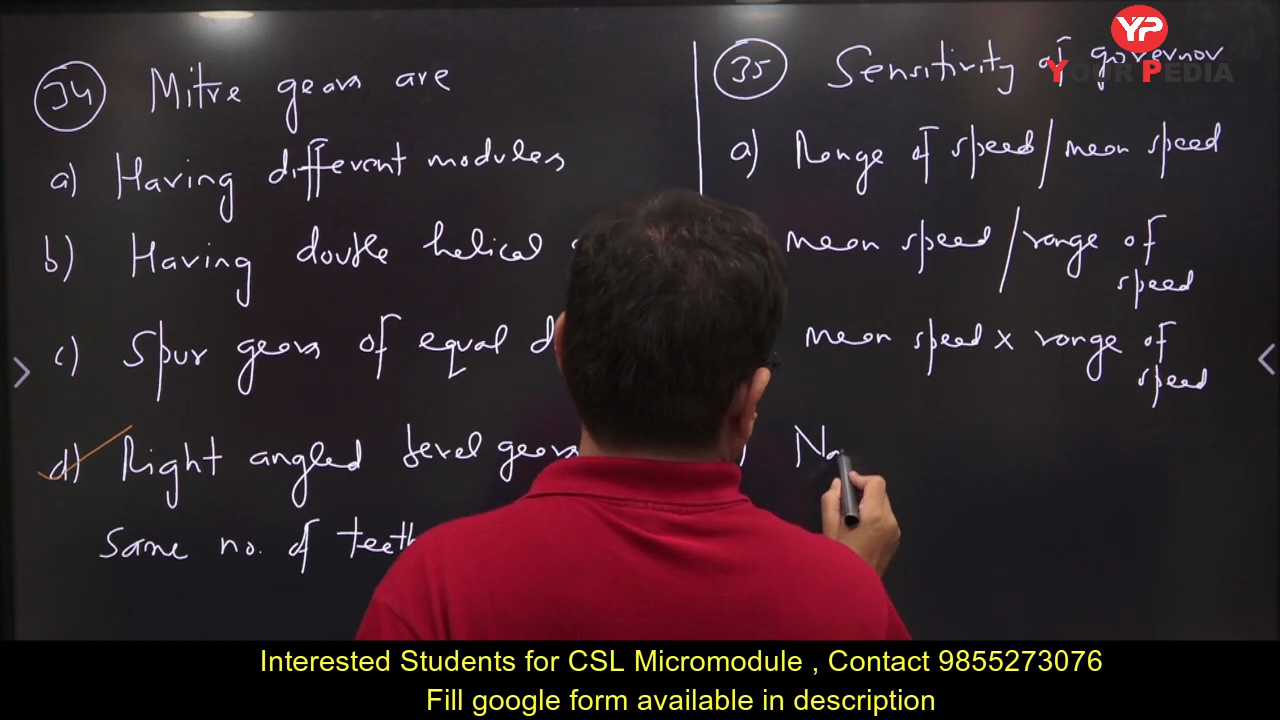 34 Mitre gears are
a) Having different modules
b) Having double helical
c) Spur gears of equal
d) Right angled bevel gears
same no. of teeth
35 Sensitivity of governor
a) Range of speed/mean speed
mean speed/range of
speed
mean speed x range of
speed
YP
YOUR PEDIA
Interested Students for CSL Micromodule , Contact 9855273076
Fill google form available in description